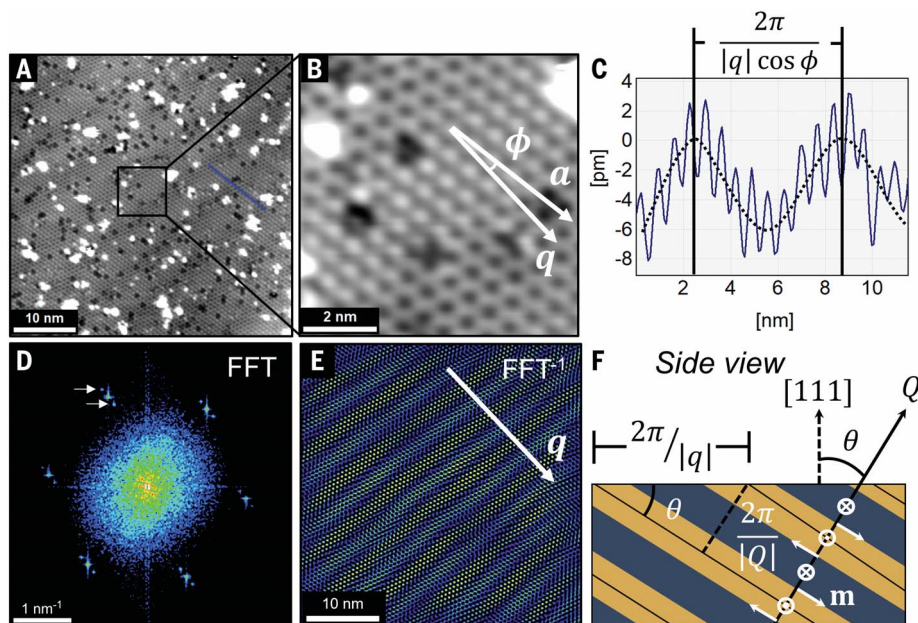 A
10 nm
B
ϕ
a
q
2 nm
2π
|q| cos ϕ
C
4
2
0
-2
-4
-6
-8
[pm]
2 4 6 8 10
[nm]
D
FFT
1 nm⁻¹
E
FFT⁻¹
q
10 nm
F
Side view
[111]
Q
2π/|q|
θ
θ
2π
|Q|
m